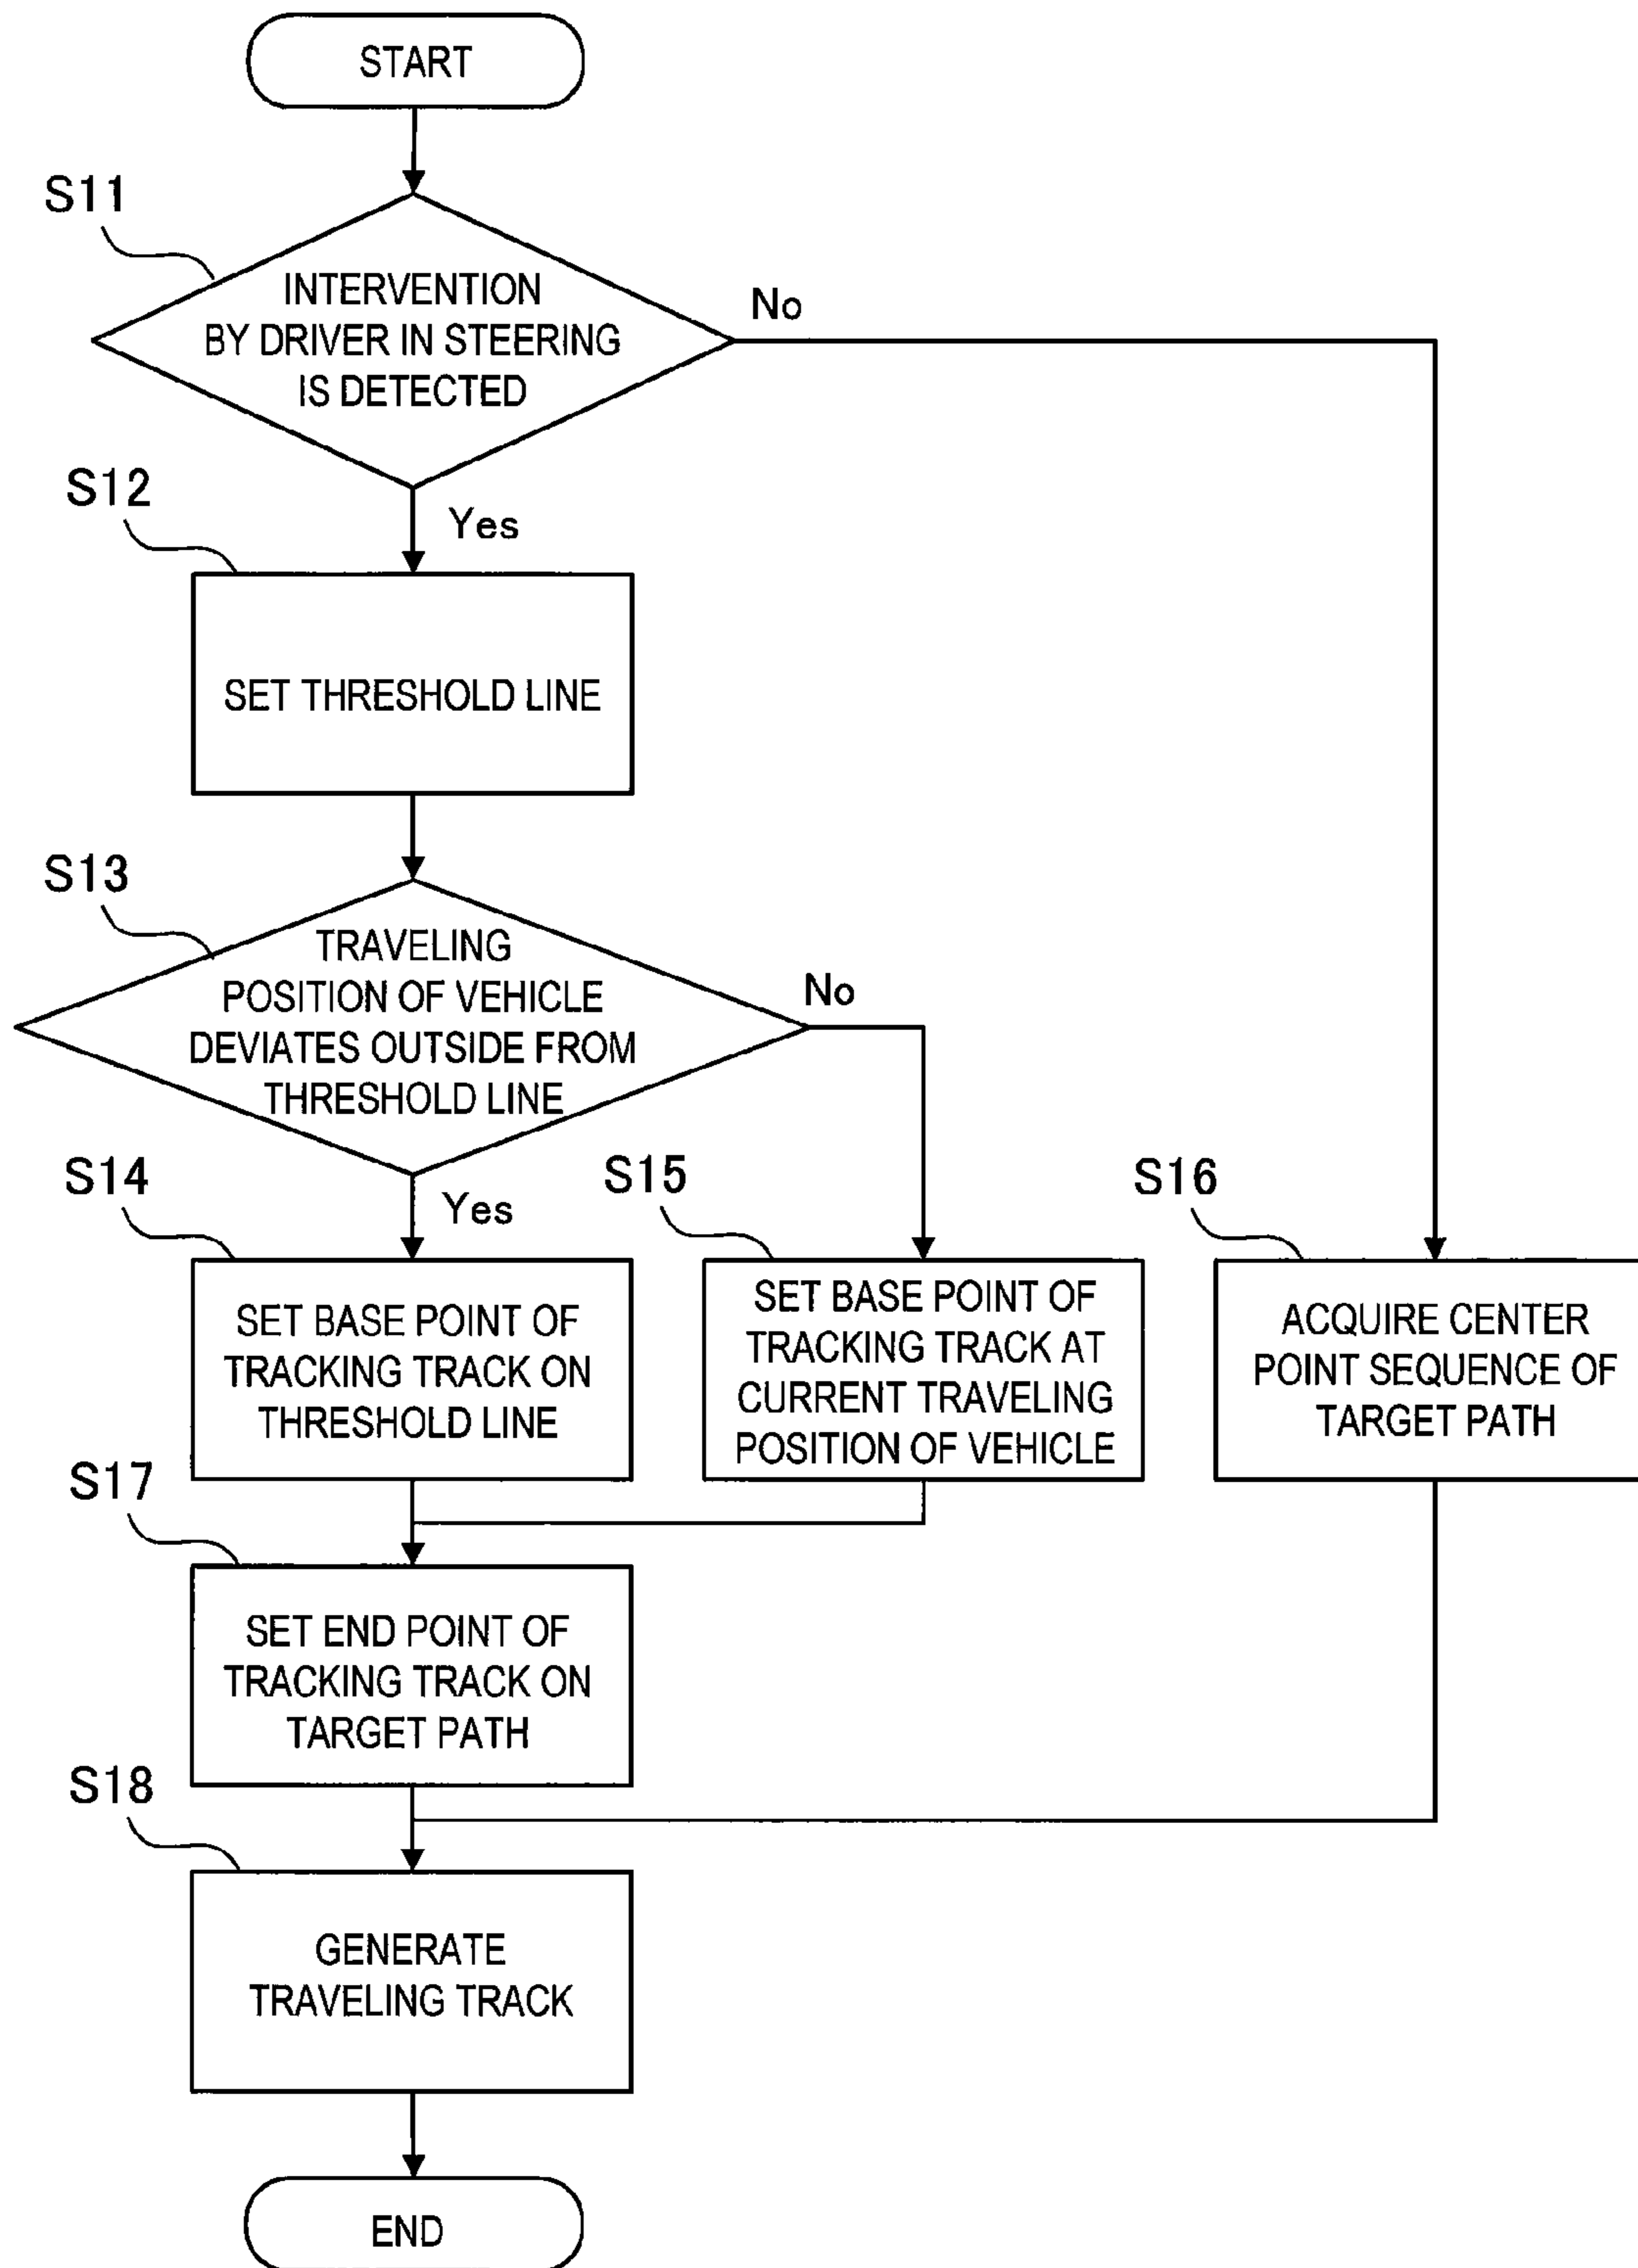 START
S11
INTERVENTION
BY DRIVER IN STEERING
IS DETECTED
No
S12
Yes
SET THRESHOLD LINE
S13
TRAVELING
POSITION OF VEHICLE
DEVIATES OUTSIDE FROM
THRESHOLD LINE
No
S14
Yes
S15
S16
SET BASE POINT OF
TRACKING TRACK ON
THRESHOLD LINE
SET BASE POINT OF
TRACKING TRACK AT
CURRENT TRAVELING
POSITION OF VEHICLE
ACQUIRE CENTER
POINT SEQUENCE OF
TARGET PATH
S17
SET END POINT OF
TRACKING TRACK ON
TARGET PATH
S18
GENERATE
TRAVELING TRACK
END